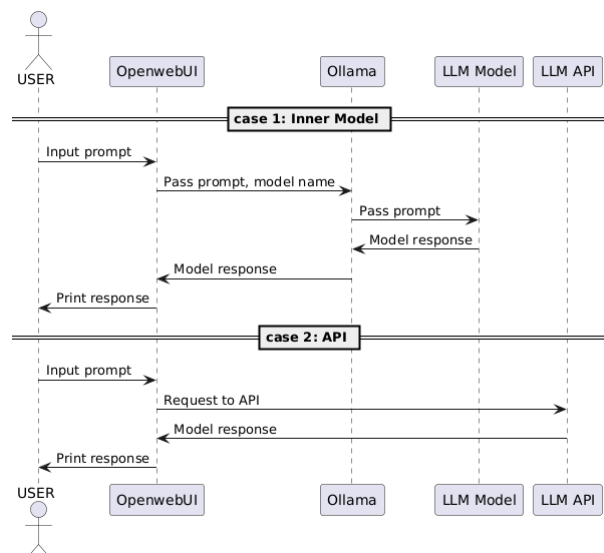 USER
OpenwebUI
Ollama
LLM Model
LLM API
case 1: Inner Model
Input prompt
Pass prompt, model name
Pass prompt
Model response
Model response
Print response
case 2: API
Input prompt
Request to API
Model response
Print response
USER
OpenwebUI
Ollama
LLM Model
LLM API